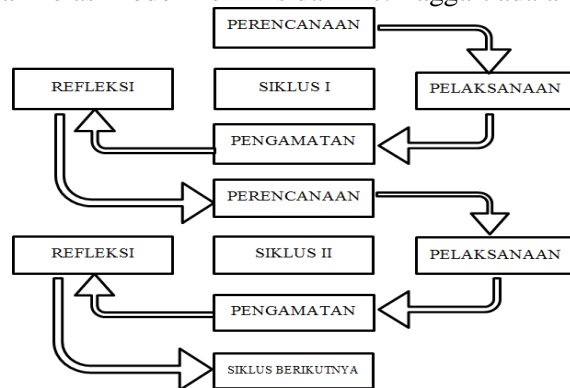 PERENCANAAN
REFLEKSI
SIKLUS I
PELAKSANAAN
PENGAMATAN
PERENCANAAN
REFLEKSI
SIKLUS II
PELAKSANAAN
PENGAMATAN
SIKLUS BERIKUTNYA